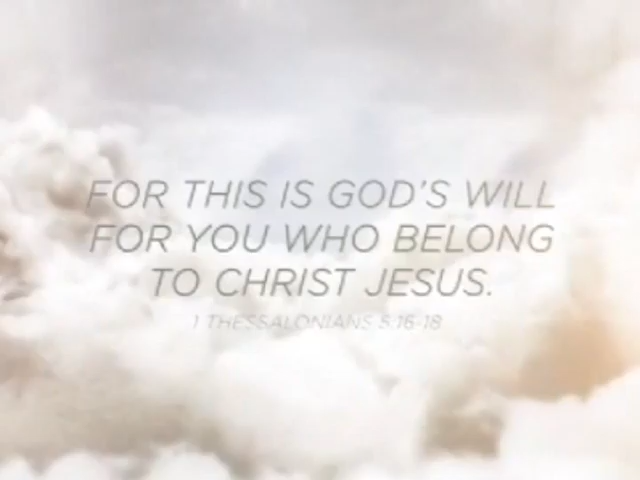 FOR THIS IS GOD'S WILL
FOR YOU WHO BELONG
TO CHRIST JESUS.
1 THESSALONIANS 5:16-18